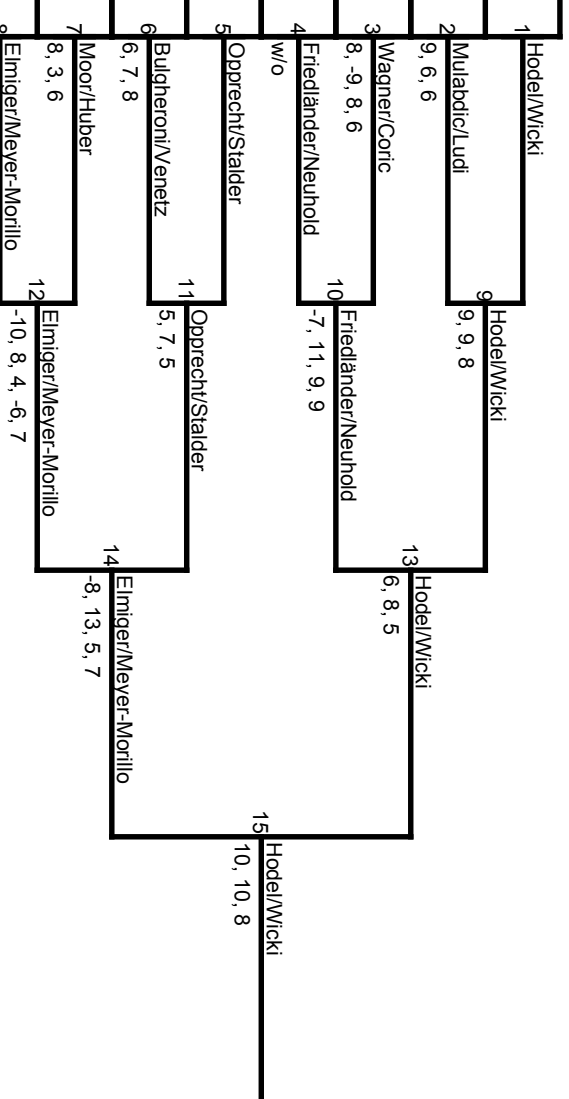 1
Hodel/Wicki
2
Mulabdic/Ludi
9, 6, 6
3
Wagner/Coric
8, -9, 8, 6
4
Friedländer/Neuhold
w/o
5
Opprecht/Stalder
6
Bulgheroni/Venetz
6, 7, 8
7
Moor/Huber
8, 3, 6
8
Elmiger/Meyer-Morillo
9
Hodel/Wicki
9, 9, 8
10
Friedländer/Neuhold
-7, 11, 9, 9
11
Opprecht/Stalder
5, 7, 5
12
Elmiger/Meyer-Morillo
-10, 8, 4, -6, 7
13
Hodel/Wicki
6, 8, 5
14
Elmiger/Meyer-Morillo
-8, 13, 5, 7
15
Hodel/Wicki
10, 10, 8